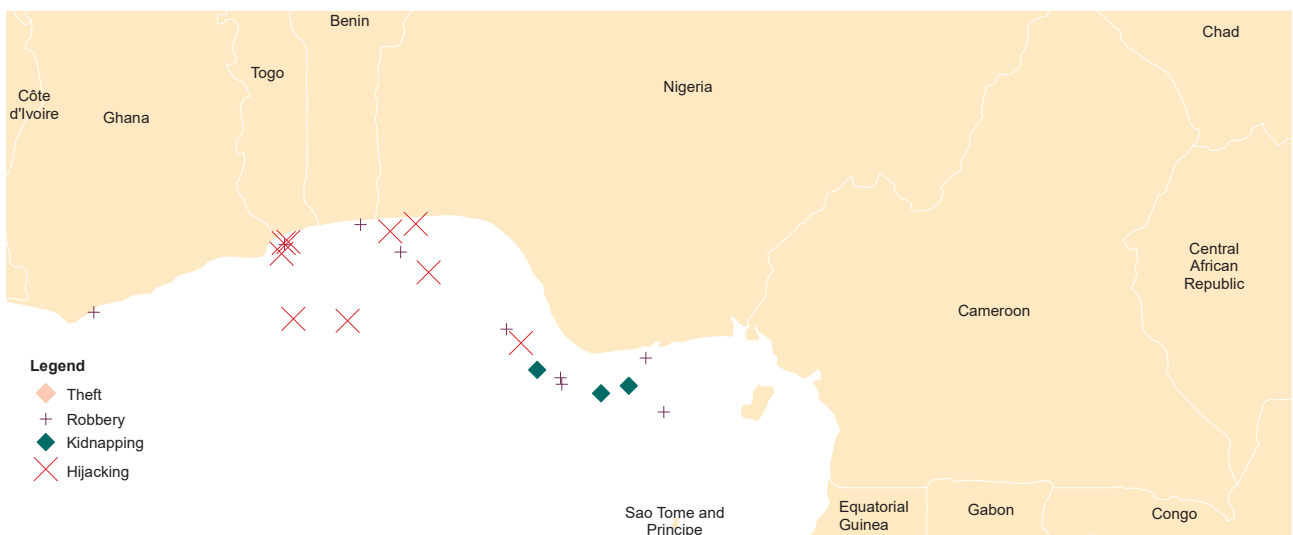 Benin
Chad
Togo
Nigeria
Côte
d'Ivoire
Ghana
Central
African
Republic
Cameroon
Legend
Theft
Robbery
Kidnapping
Hijacking
Sao Tome and
Principe
Equatorial
Guinea
Gabon
Congo